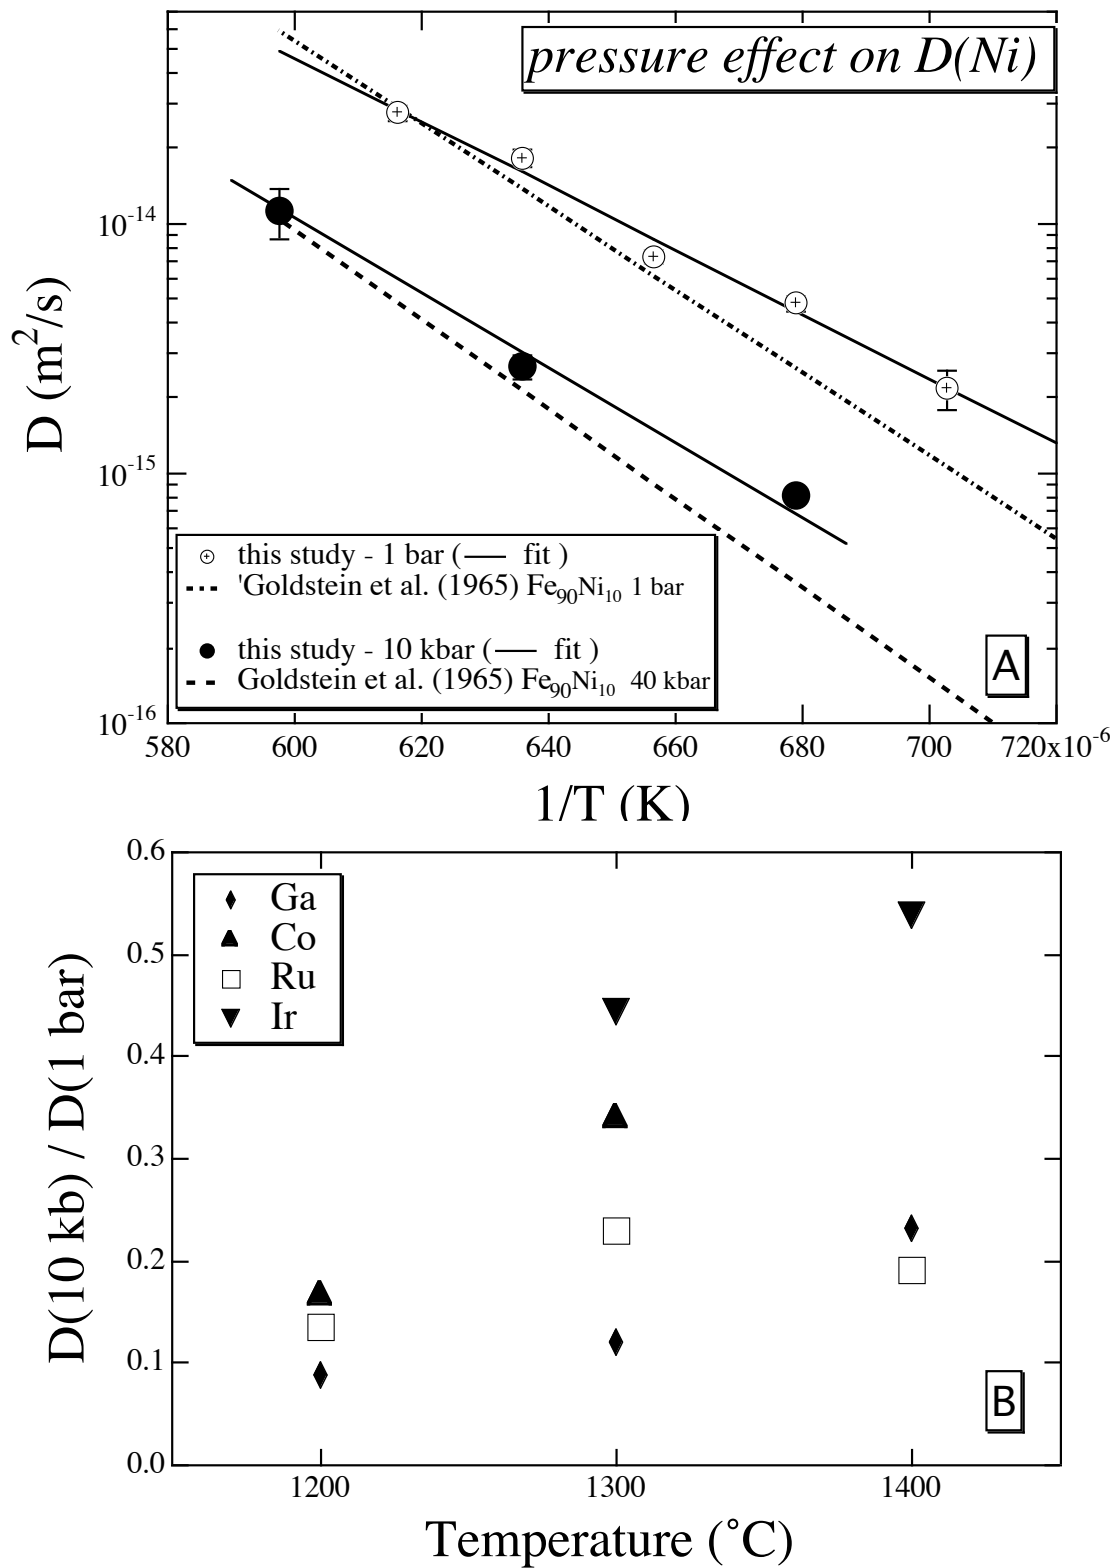 pressure effect on D(Ni)
D (m²/s)
10⁻¹⁴
10⁻¹⁵
10⁻¹⁶
this study - 1 bar ( — fit )
'Goldstein et al. (1965) Fe₉₀Ni₁₀ 1 bar
this study - 10 kbar ( — fit )
Goldstein et al. (1965) Fe₉₀Ni₁₀ 40 kbar
A
580 600 620 640 660 680 700 720x10⁻⁶
1/T (K)
D(10 kb) / D(1 bar)
0.6
0.5
0.4
0.3
0.2
0.1
0.0
Ga
Co
Ru
Ir
B
1200 1300 1400
Temperature (˚C)